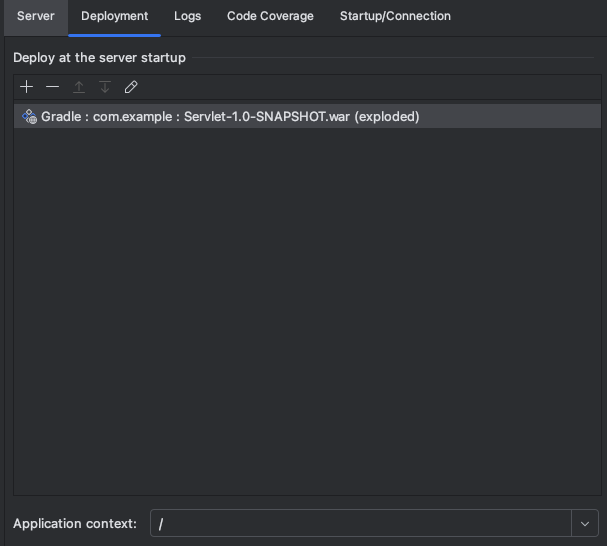 Server Deployment Logs Code Coverage Startup/Connection
Deploy at the server startup
Gradle : com.example : Servlet-1.0-SNAPSHOT.war (exploded)
Application context: /